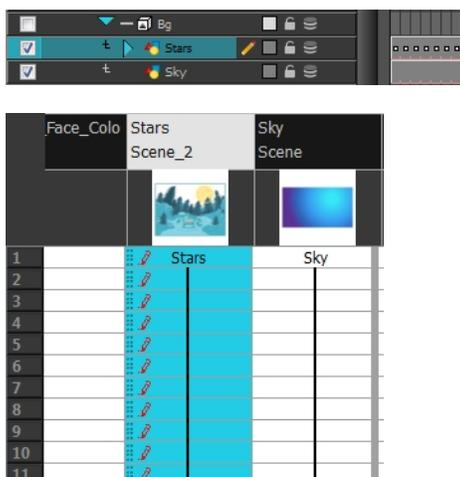 Bg
Stars
Sky
_Face_Colo
Stars
Scene_2
Sky
Scene
1 Stars Sky
2
3
4
5
6
7
8
9
10
11